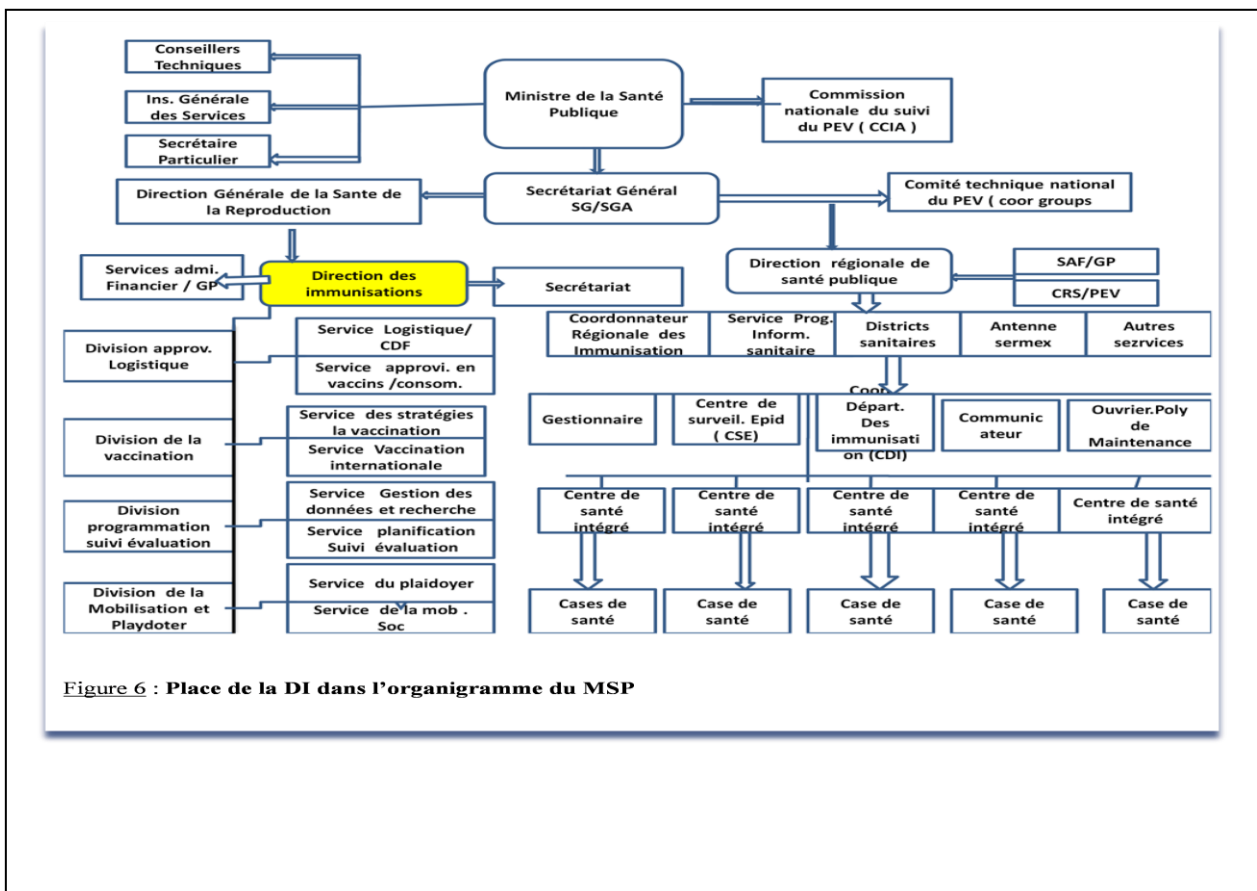 Conseillers
Techniques
Ins. Générale
des Services
Secrétaire
Particulier
Ministre de la Santé
Publique
Commission
nationale du suivi
du PEV ( CCIA )
Direction Générale de la Sante de
la Reproduction
Secrétariat Général
SG/SGA
Comité technique national
du PEV ( coor groups
Services admi.
Financier / GP
Direction des
immunisations
Secrétariat
Direction régionale de
santé publique
SAF/GP
CRS/PEV
Division approv.
Logistique
Service Logistique/
CDF
Service approvi. en
vaccins /consom.
Coordonnateur
Régionale des
Immunisation
Service Prog.
Inform.
sanitaire
Districts
sanitaires
Antenne
sermex
Autres
sezrvices
Division de la
vaccination
Service des stratégies
la vaccination
Service Vaccination
internationale
Gestionnaire
Centre de
surveil. Epid
( CSE)
Départ.
Des
immunisati
on (CDI)
Communic
ateur
Ouvrier.Poly
de
Maintenance
Division
programmation
suivi évaluation
Service Gestion des
données et recherche
Service planification
Suivi évaluation
Centre de
santé
intégré
Centre de
santé
intégré
Centre de
santé
intégré
Centre de
santé
intégré
Centre de santé
intégré
Division de la
Mobilisation et
Playdoter
Service du plaidoyer
Service de la mob .
Soc
Cases de
santé
Case de
santé
Case de
santé
Case de
santé
Case de
santé
Figure 6 : Place de la DI dans l’organigramme du MSP